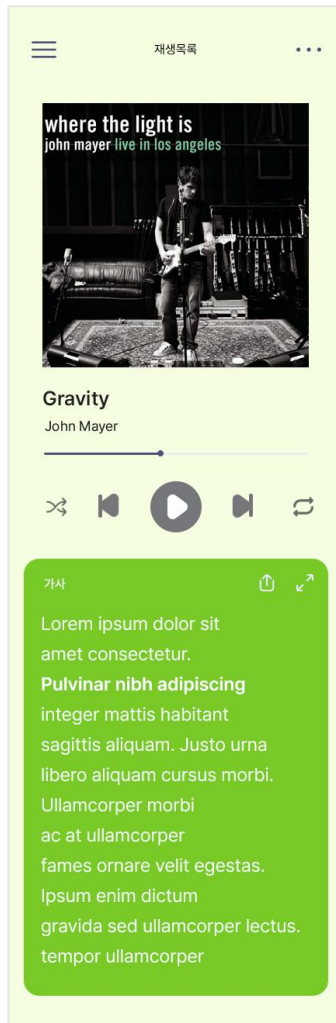 재생목록
where the light is
john mayer live in los angeles
Gravity
John Mayer
가사
Lorem ipsum dolor sit
amet consectetur.
Pulvinar nibh adipiscing
integer mattis habitant
sagittis aliquam. Justo urna
libero aliquam cursus morbi.
Ullamcorper morbi
ac at ullamcorper
fames ornare velit egestas.
Ipsum enim dictum
gravida sed ullamcorper lectus.
tempor ullamcorper